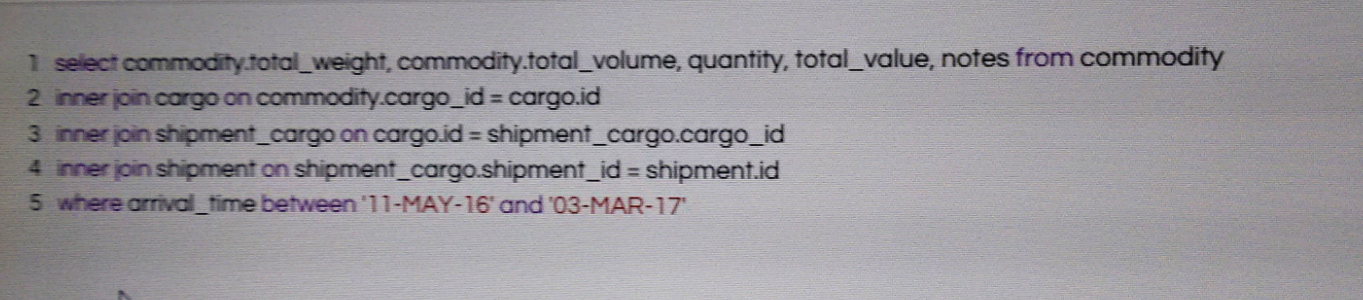 1 select commodity.total_weight, commodity.total_volume, quantity, total_value, notes from commodity
2 inner join cargo on commodity.cargo_id = cargo.id
3 inner join shipment_cargo on cargo.id = shipment_cargo.cargo_id
4 inner join shipment on shipment_cargo.shipment_id = shipment.id
5 where arrival_time between '11-MAY-16' and '03-MAR-17'